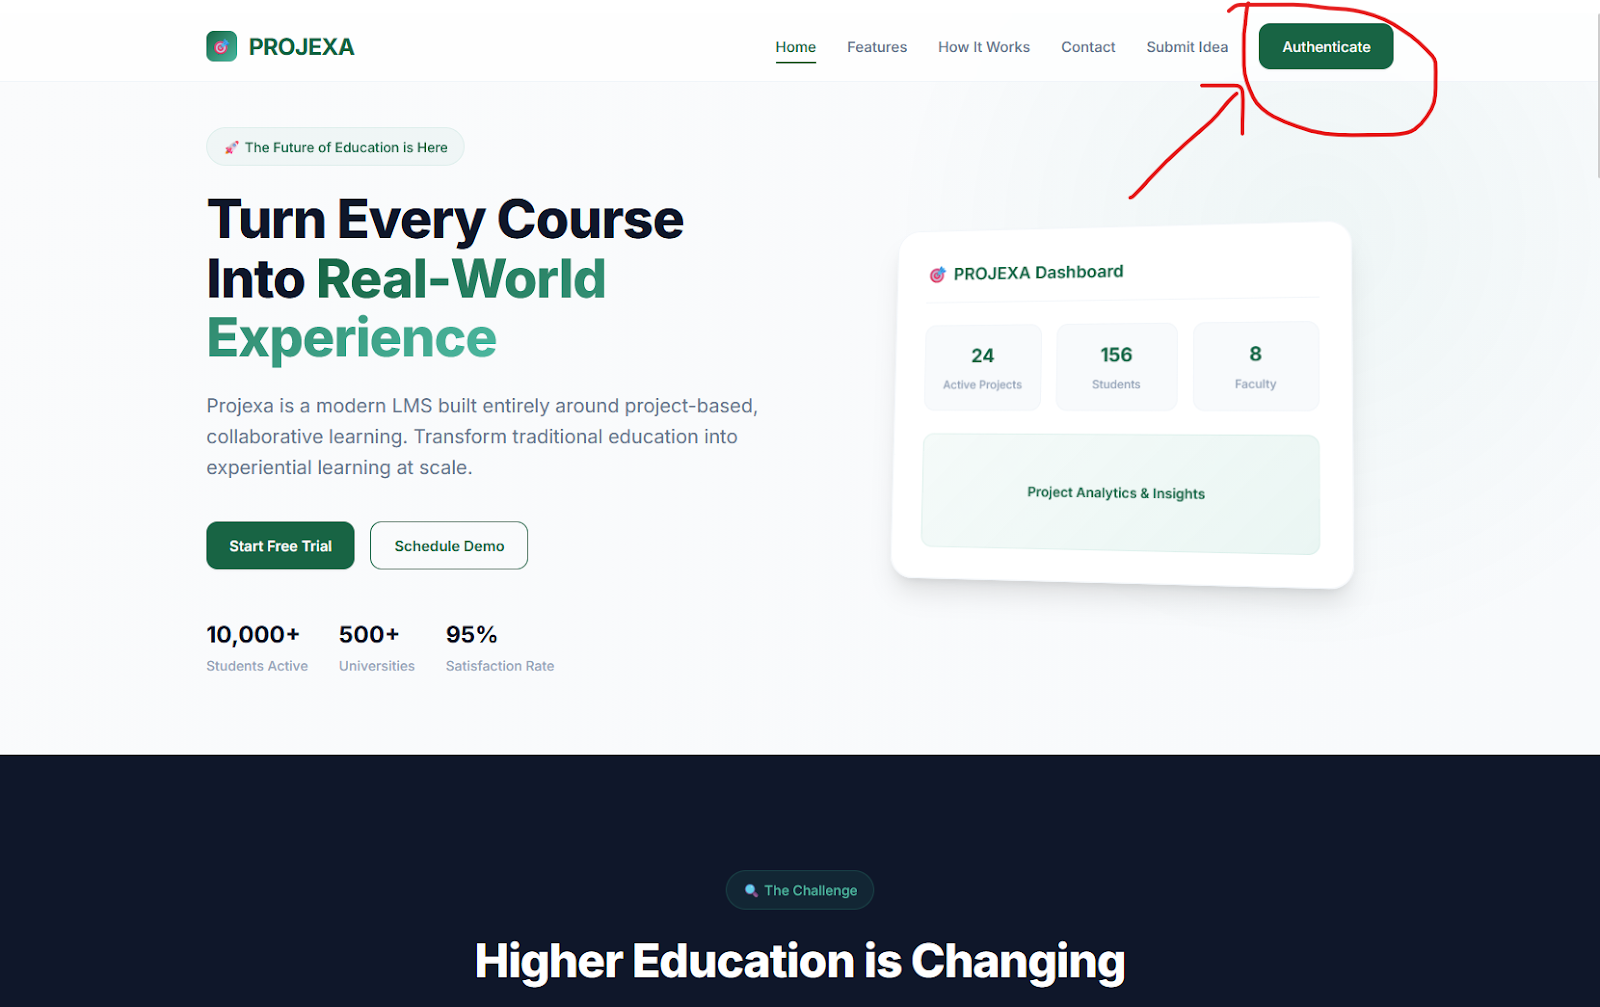 PROJEXA
Home Features How It Works Contact Submit Idea Authenticate
🚀 The Future of Education is Here
Turn Every Course
Into Real-World
Experience
Projexa is a modern LMS built entirely around project-based,
collaborative learning. Transform traditional education into
experiential learning at scale.
Start Free Trial Schedule Demo
10,000+ 500+ 95%
Students Active Universities Satisfaction Rate
🎯 PROJEXA Dashboard
24 156 8
Active Projects Students Faculty
Project Analytics & Insights
🔍 The Challenge
Higher Education is Changing